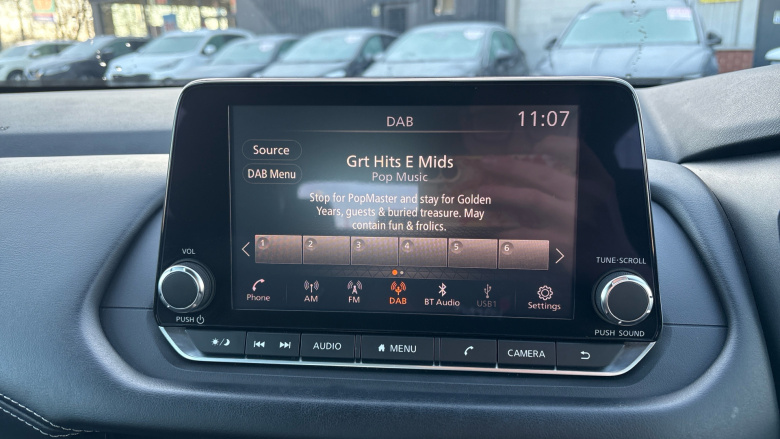 DAB
11:07
Source
Grt Hits E Mids
DAB Menu
Pop Music
Stop for PopMaster and stay for Golden
Years, guests & buried treasure. May
contain fun & frolics.
1 2 3 4 5 6
VOL
TUNE·SCROLL
Phone AM FM DAB BT Audio USB1 Settings
PUSH
PUSH SOUND
AUDIO MENU CAMERA